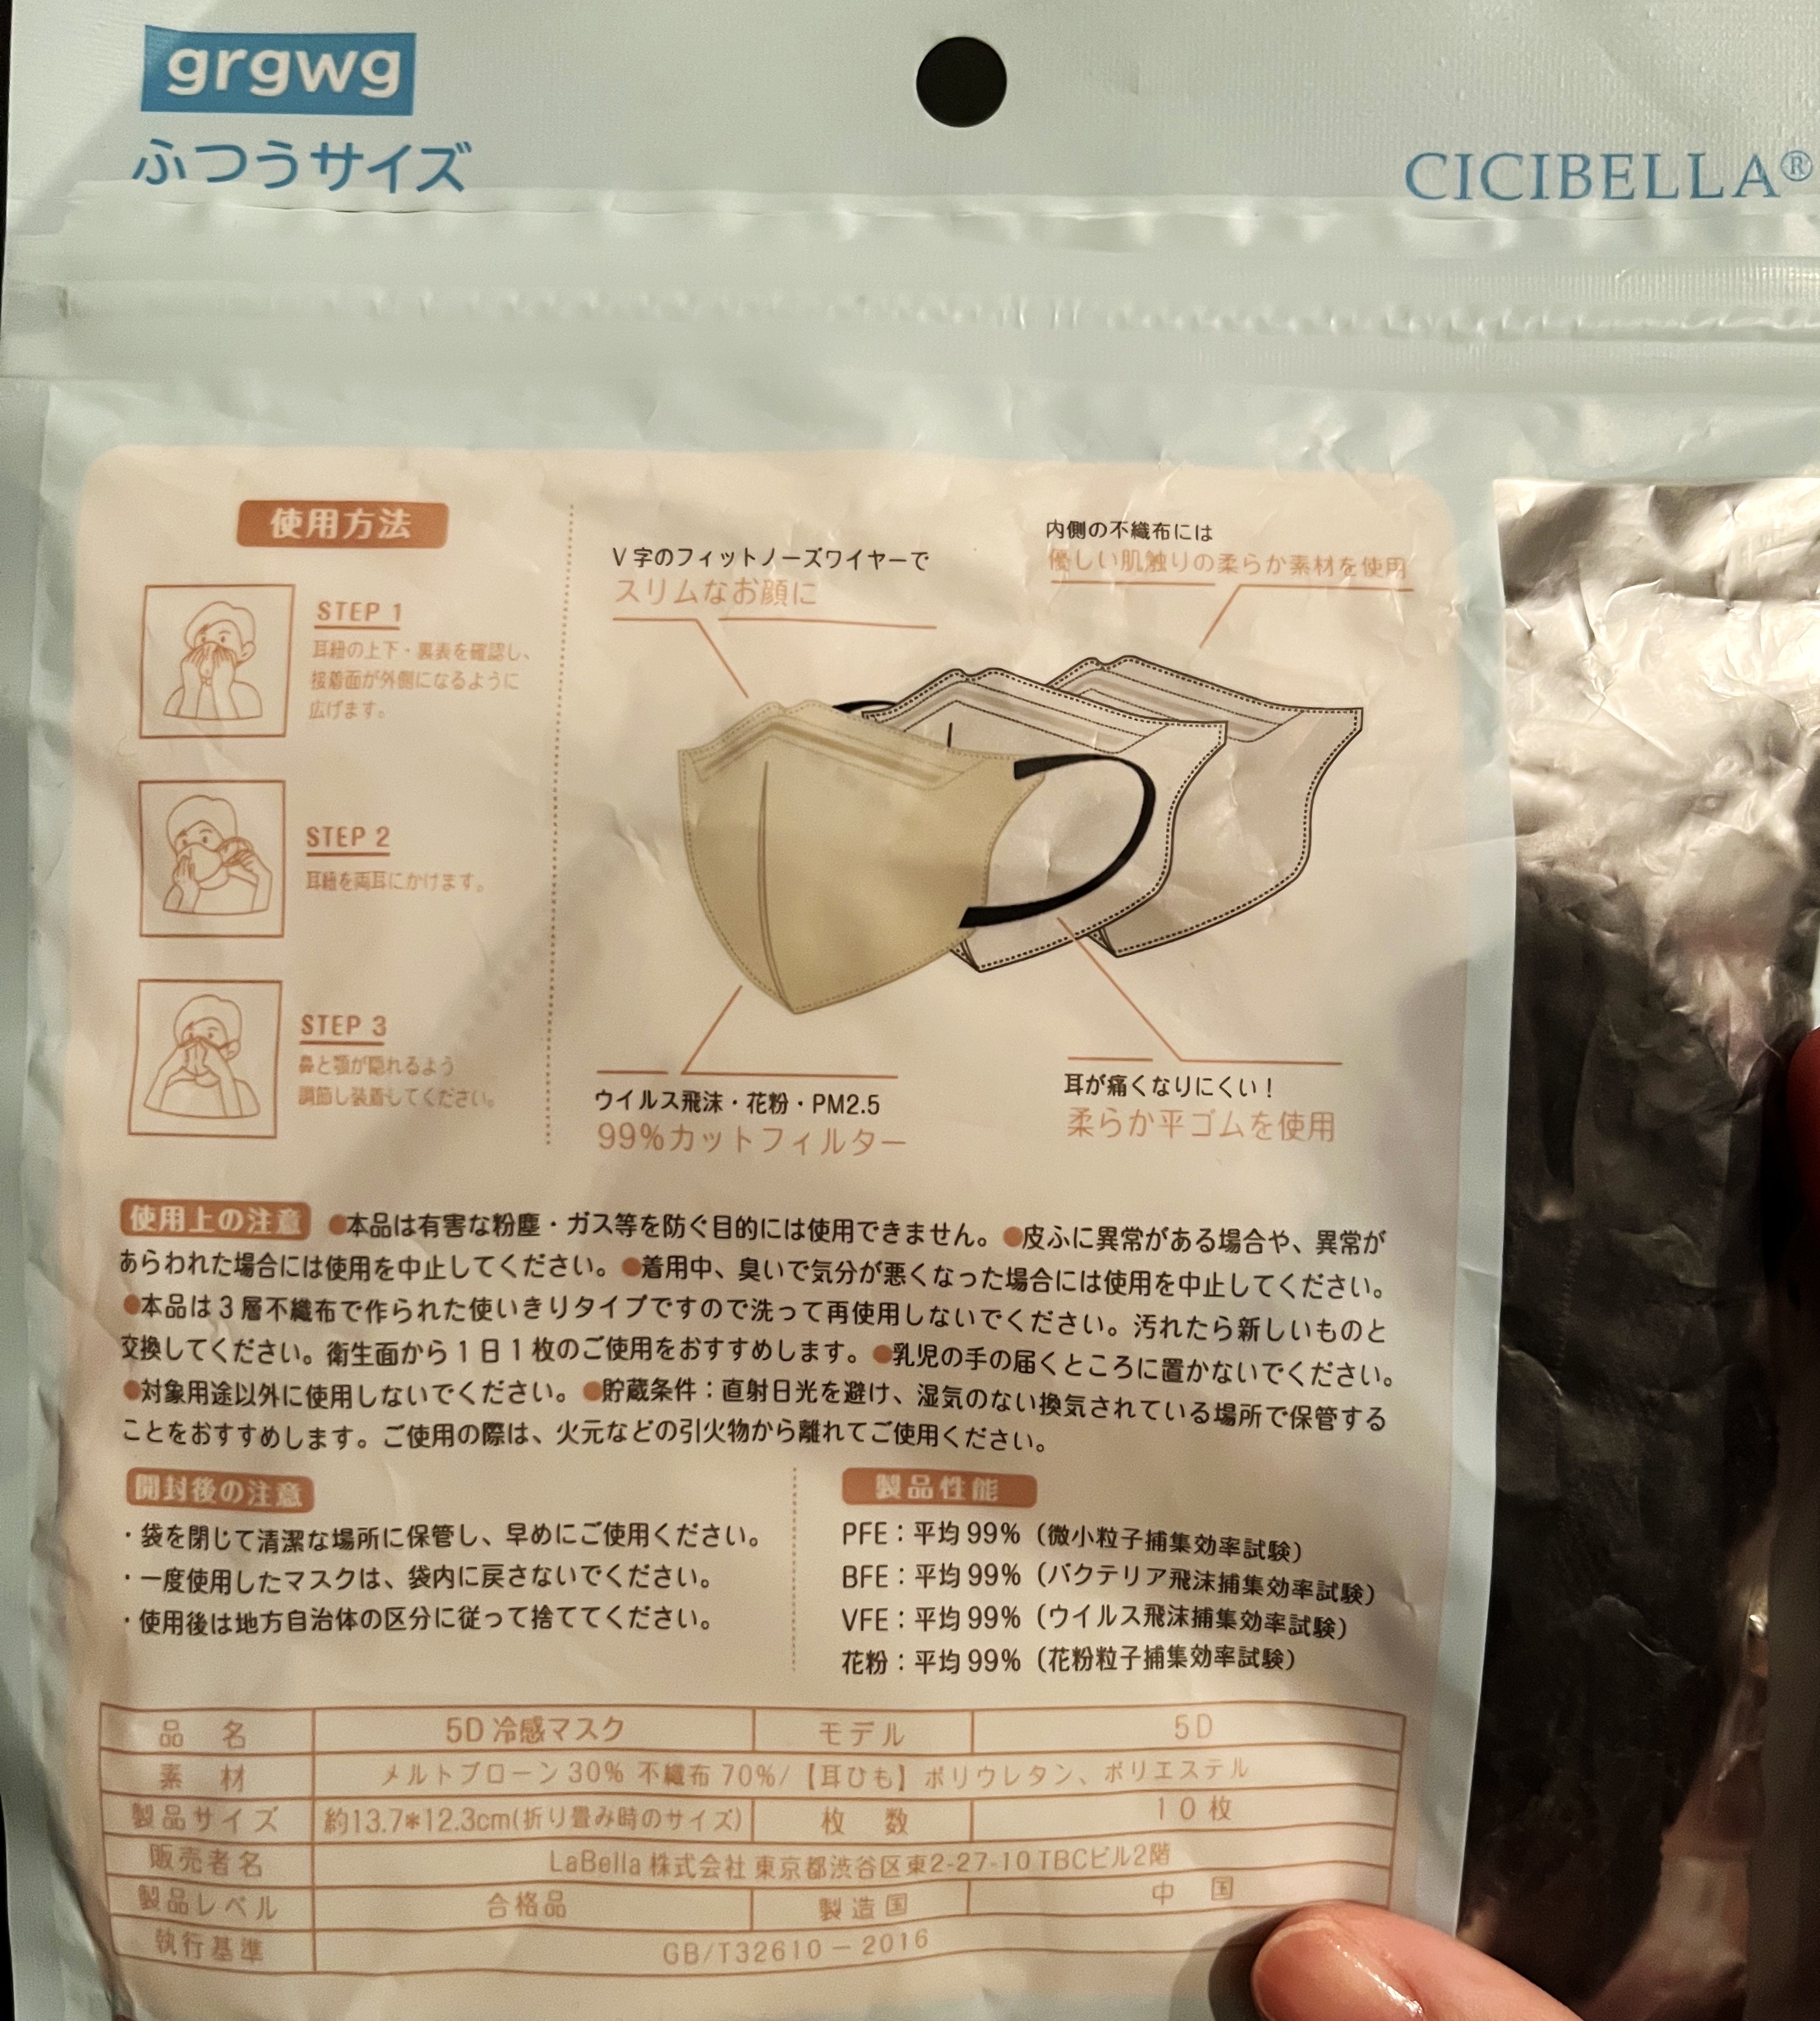 grgwg
ふつうサイズ
CICIBELLA®
使用方法
STEP 1
耳紐の上下・裏表を確認し、
接着面が外側になるように
広げます。
STEP 2
耳紐を両耳にかけます。
STEP 3
鼻と顎が隠れるよう
調節し装着してください。
V字のフィットノーズワイヤーで
スリムなお顔に
内側の不織布には
優しい肌触りの柔らか素材を使用
ウイルス飛沫・花粉・PM2.5
99%カットフィルター
耳が痛くなりにくい！
柔らか平ゴムを使用
使用上の注意 ●本品は有害な粉塵・ガス等を防ぐ目的には使用できません。●皮ふに異常がある場合や、異常が
あらわれた場合には使用を中止してください。●着用中、臭いで気分が悪くなった場合には使用を中止してください。
●本品は3層不織布で作られた使いきりタイプですので洗って再使用しないでください。汚れたら新しいものと
交換してください。衛生面から1日1枚のご使用をおすすめします。●乳児の手の届くところに置かないでください。
●対象用途以外に使用しないでください。●貯蔵条件：直射日光を避け、湿気のない換気されている場所で保管する
ことをおすすめします。ご使用の際は、火元などの引火物から離れてご使用ください。
開封後の注意
・袋を閉じて清潔な場所に保管し、早めにご使用ください。
・一度使用したマスクは、袋内に戻さないでください。
・使用後は地方自治体の区分に従って捨ててください。
製品性能
PFE：平均99%（微小粒子捕集効率試験）
BFE：平均99%（バクテリア飛沫捕集効率試験）
VFE：平均99%（ウイルス飛沫捕集効率試験）
花粉：平均99%（花粉粒子捕集効率試験）
品 名 5D冷感マスク モデル 5D
素 材 メルトブローン30% 不織布70%/【耳ひも】ポリウレタン、ポリエステル
製品サイズ 約13.7*12.3cm(折り畳み時のサイズ) 枚 数 10枚
販売者名 LaBella株式会社 東京都渋谷区東2-27-10 TBCビル2階
製品レベル 合格品 製造国 中 国
執行基準 GB/T32610-2016